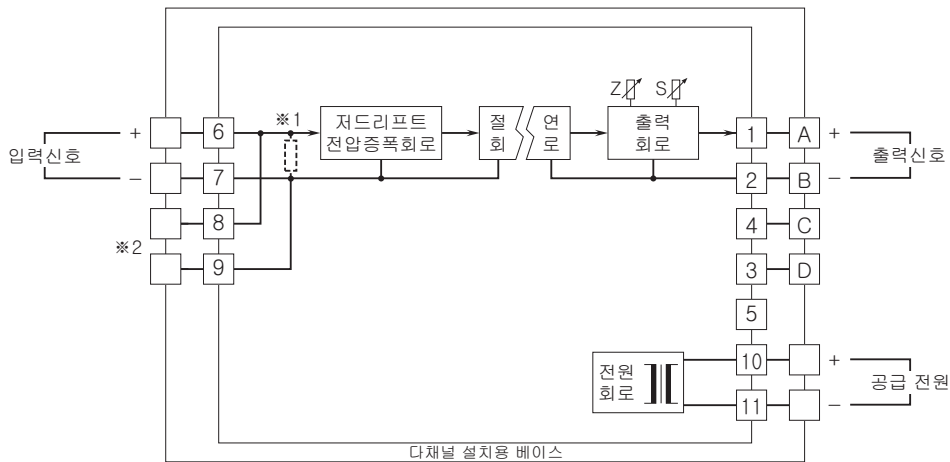 Z S
※1
저드리프트
전압증폭회로
절 연
회 로
출력
회로
+ 6 1 A +
입력신호
출력신호
− 7 2 B −
8 4 C
※2
9 3 D
5
전원
회로
10 +
공급 전원
11 −
다채널 설치용 베이스